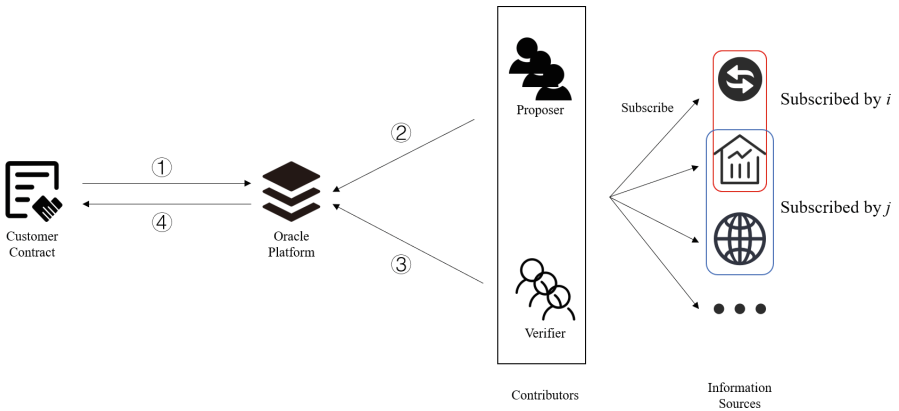 Customer
Contract
①
④
Oracle
Platform
②
③
Proposer
Verifier
Contributors
Subscribe
Subscribed by i
Subscribed by j
Information
Sources